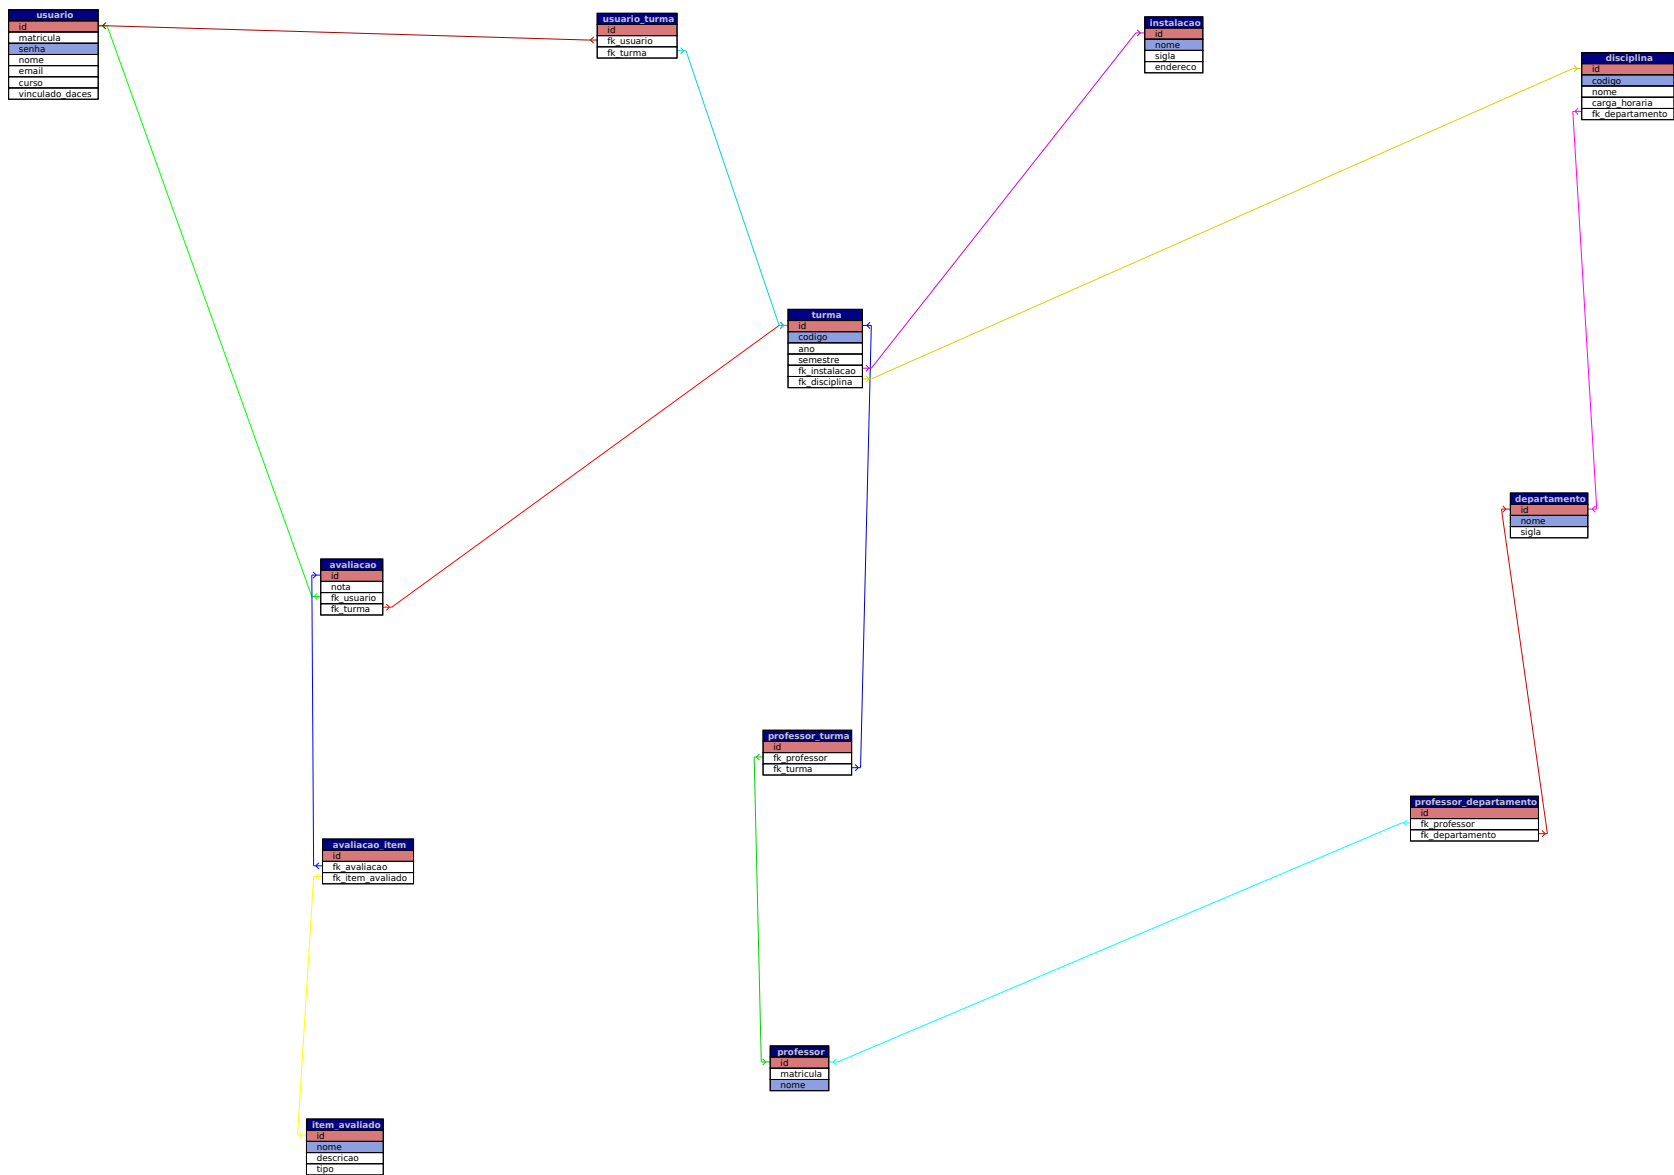 usuario
id
matricula
senha
nome
email
curso
vinculado_daces
usuario_turma
id
fk_usuario
fk_turma
instalacao
id
nome
sigla
endereco
disciplina
id
codigo
nome
carga_horaria
fk_departamento
turma
id
codigo
ano
semestre
fk_instalacao
fk_disciplina
departamento
id
nome
sigla
avaliacao
id
nota
fk_usuario
fk_turma
professor_turma
id
fk_professor
fk_turma
professor_departamento
id
fk_professor
fk_departamento
avaliacao_item
id
fk_avaliacao
fk_item_avaliado
professor
id
matricula
nome
item_avaliado
id
nome
descricao
tipo